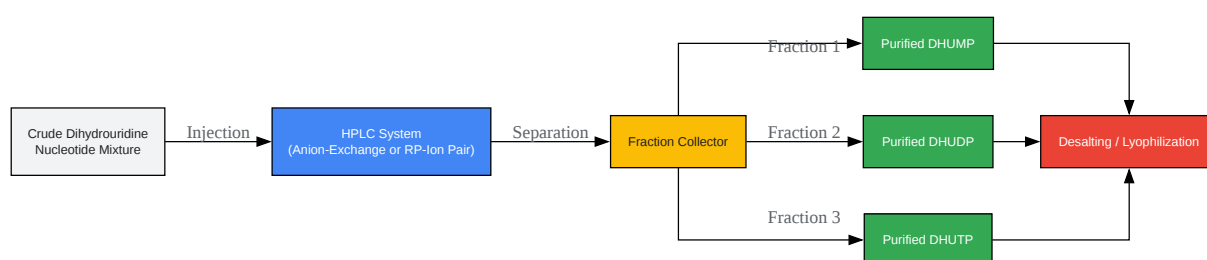 Crude Dihydrouridine
Nucleotide Mixture
Injection
HPLC System
(Anion-Exchange or RP-Ion Pair)
Separation
Fraction Collector
Fraction 1
Purified DHUMP
Fraction 2
Purified DHUDP
Fraction 3
Purified DHUTP
Desalting / Lyophilization